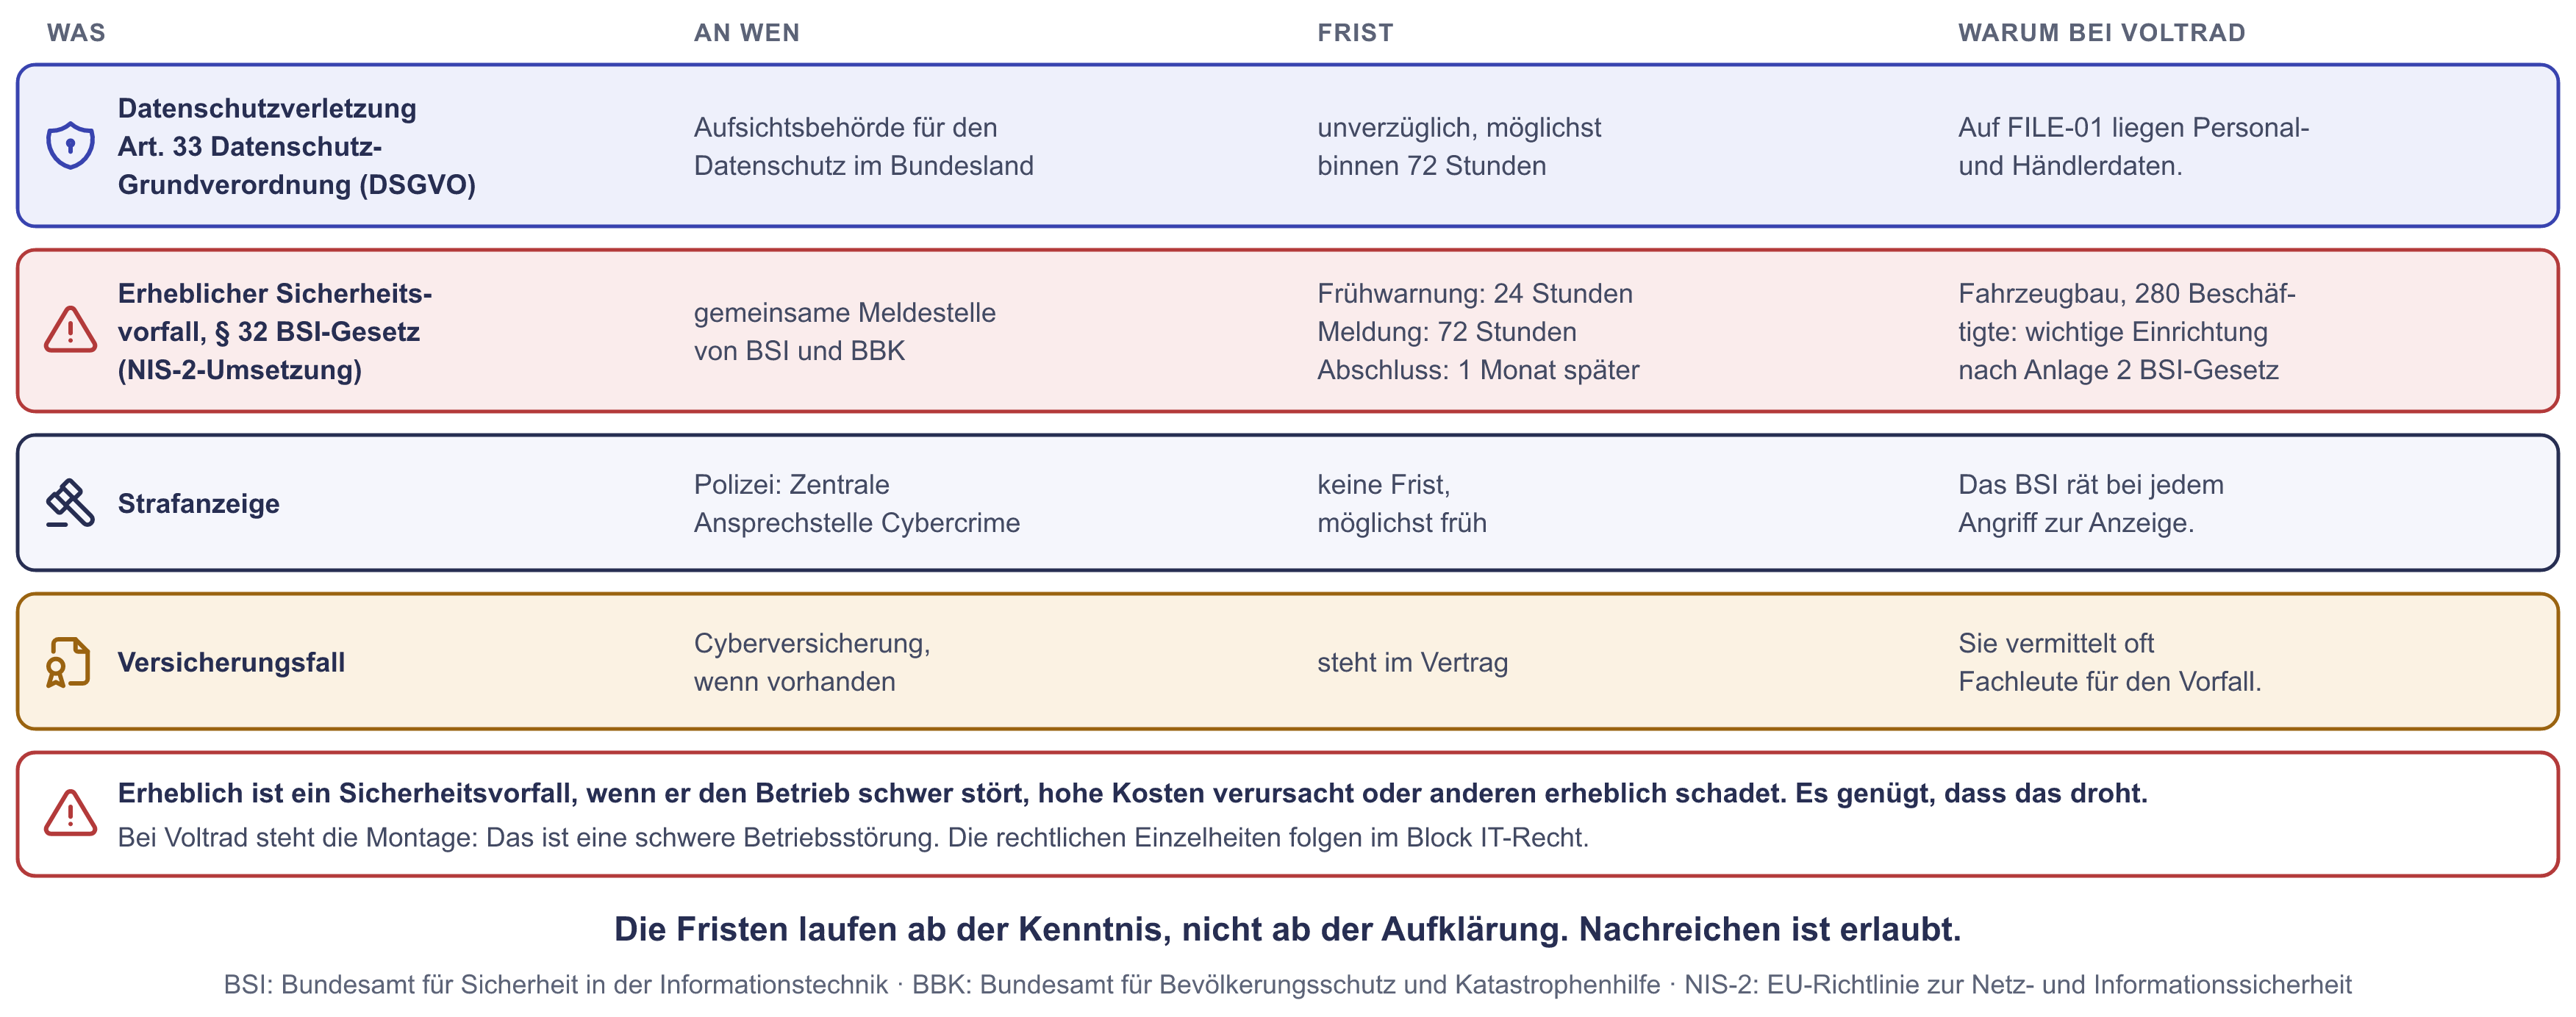 WAS
AN WEN
FRIST
WARUM BEI VOLTRAD
Datenschutzverletzung
Art. 33 Datenschutz-
Grundverordnung (DSGVO)
Aufsichtsbehörde für den
Datenschutz im Bundesland
unverzüglich, möglichst
binnen 72 Stunden
Auf FILE-01 liegen Personal-
und Händlerdaten.
Erheblicher Sicherheits-
vorfall, § 32 BSI-Gesetz
(NIS-2-Umsetzung)
gemeinsame Meldestelle
von BSI und BBK
Frühwarnung: 24 Stunden
Meldung: 72 Stunden
Abschluss: 1 Monat später
Fahrzeugbau, 280 Beschäf-
tigte: wichtige Einrichtung
nach Anlage 2 BSI-Gesetz
Strafanzeige
Polizei: Zentrale
Ansprechstelle Cybercrime
keine Frist,
möglichst früh
Das BSI rät bei jedem
Angriff zur Anzeige.
Versicherungsfall
Cyberversicherung,
wenn vorhanden
steht im Vertrag
Sie vermittelt oft
Fachleute für den Vorfall.
Erheblich ist ein Sicherheitsvorfall, wenn er den Betrieb schwer stört, hohe Kosten verursacht oder anderen erheblich schadet. Es genügt, dass das droht.
Bei Voltrad steht die Montage: Das ist eine schwere Betriebsstörung. Die rechtlichen Einzelheiten folgen im Block IT-Recht.
Die Fristen laufen ab der Kenntnis, nicht ab der Aufklärung. Nachreichen ist erlaubt.
BSI: Bundesamt für Sicherheit in der Informationstechnik · BBK: Bundesamt für Bevölkerungsschutz und Katastrophenhilfe · NIS-2: EU-Richtlinie zur Netz- und Informationssicherheit